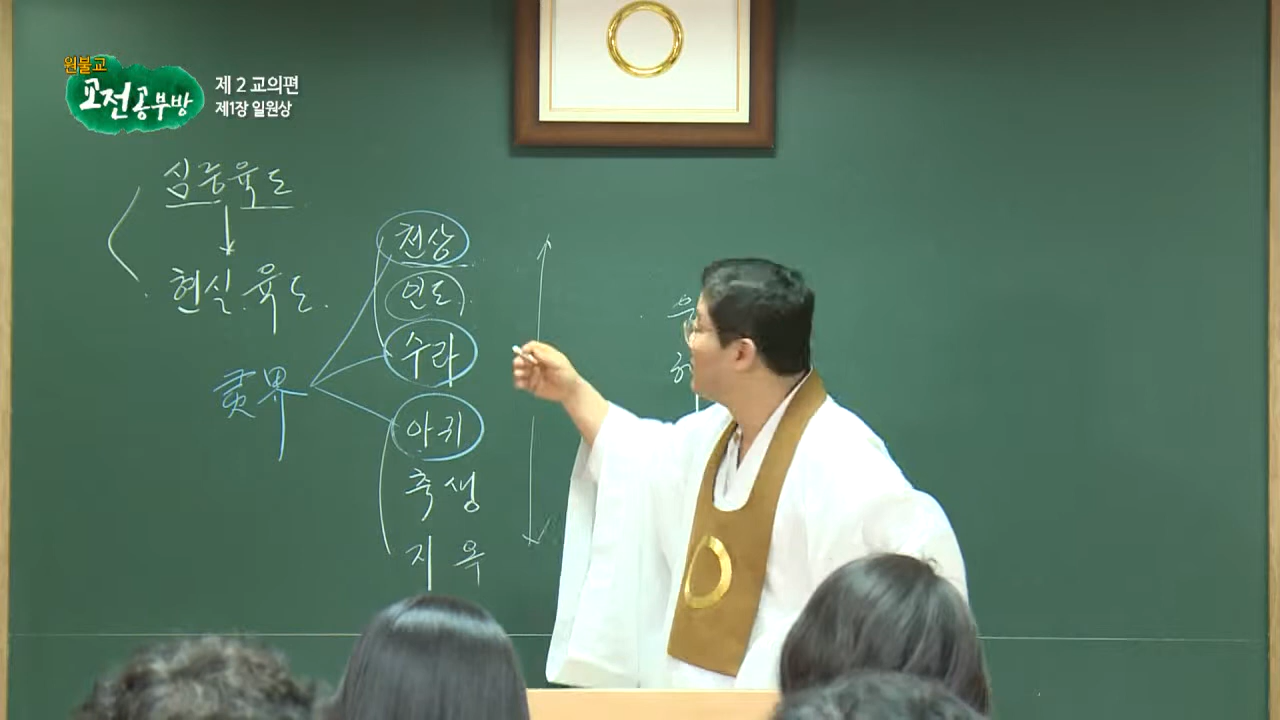 원불교
교전공부방
제 2 교의편
제1장 일원상
심중육도
현실육도.
靈界
천상
인도
수라
아귀
축생
지옥